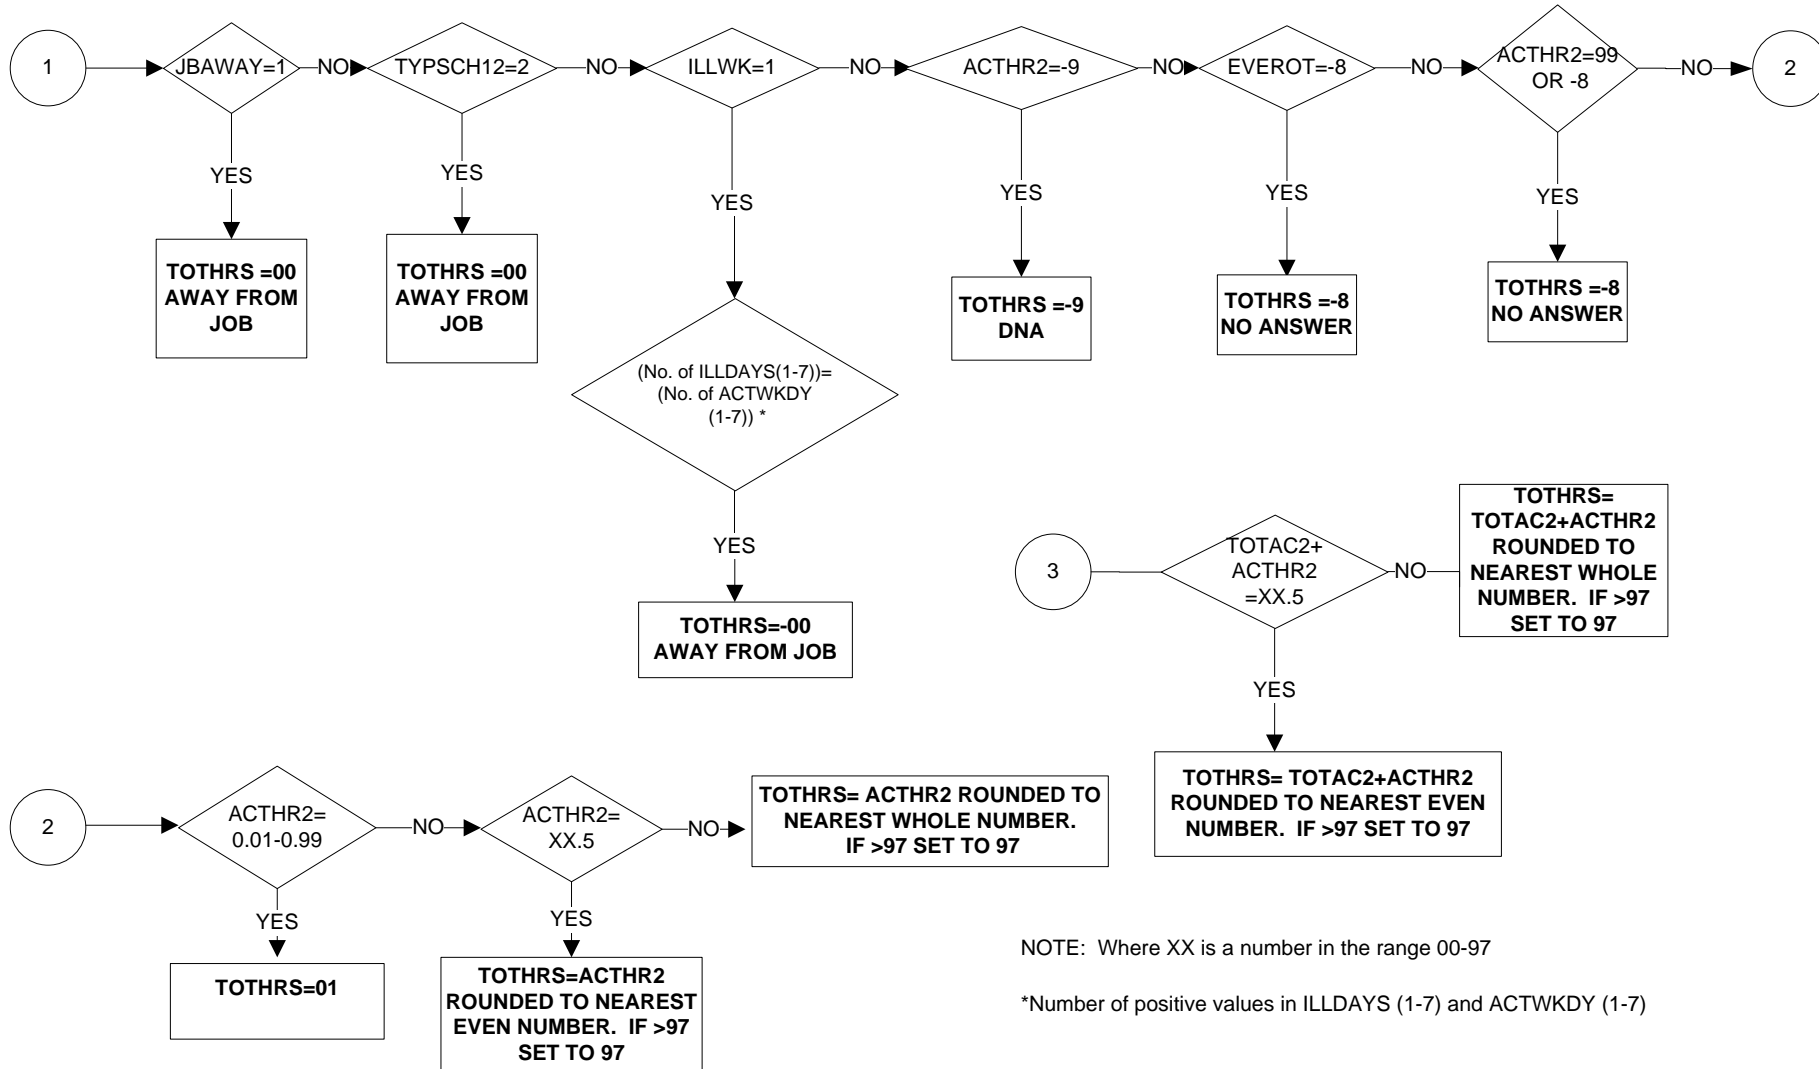 1
JBAWAY=1
NO
TYPSCH12=2
NO
ILLWK=1
NO
ACTHR2=-9
NO
EVEROT=-8
NO
ACTHR2=99
OR -8
NO
2
YES
YES
YES
YES
YES
YES
TOTHRS =00
AWAY FROM
JOB
TOTHRS =00
AWAY FROM
JOB
TOTHRS =-9
DNA
TOTHRS =-8
NO ANSWER
TOTHRS =-8
NO ANSWER
(No. of ILLDAYS(1-7))=
(No. of ACTWKDY
(1-7)) *
YES
TOTHRS=-00
AWAY FROM JOB
3
TOTAC2+
ACTHR2
=XX.5
NO
TOTHRS=
TOTAC2+ACTHR2
ROUNDED TO
NEAREST WHOLE
NUMBER. IF >97
SET TO 97
YES
TOTHRS= TOTAC2+ACTHR2
ROUNDED TO NEAREST EVEN
NUMBER. IF >97 SET TO 97
2
ACTHR2=
0.01-0.99
NO
ACTHR2=
XX.5
NO
TOTHRS= ACTHR2 ROUNDED TO
NEAREST WHOLE NUMBER.
IF >97 SET TO 97
YES
YES
TOTHRS=01
TOTHRS=ACTHR2
ROUNDED TO NEAREST
EVEN NUMBER. IF >97
SET TO 97
NOTE: Where XX is a number in the range 00-97
*Number of positive values in ILLDAYS (1-7) and ACTWKDY (1-7)